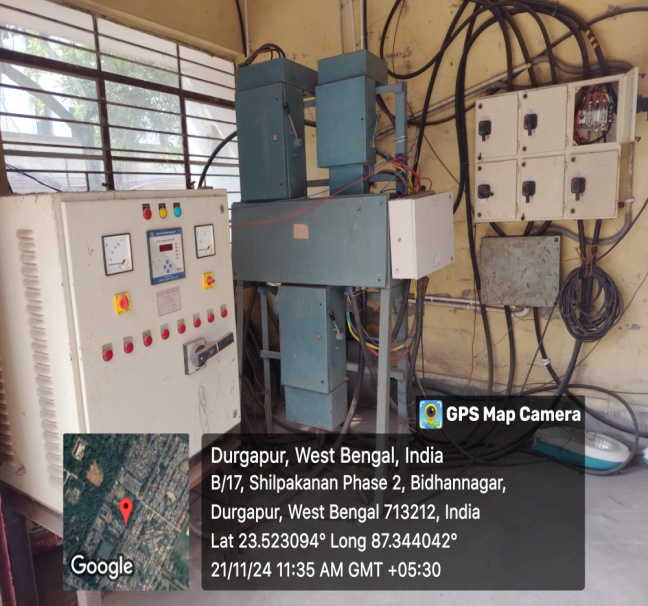 GPS Map Camera
Durgapur, West Bengal, India
B/17, Shilpakanan Phase 2, Bidhannagar,
Durgapur, West Bengal 713212, India
Lat 23.523094° Long 87.344042°
21/11/24 11:35 AM GMT +05:30
Google